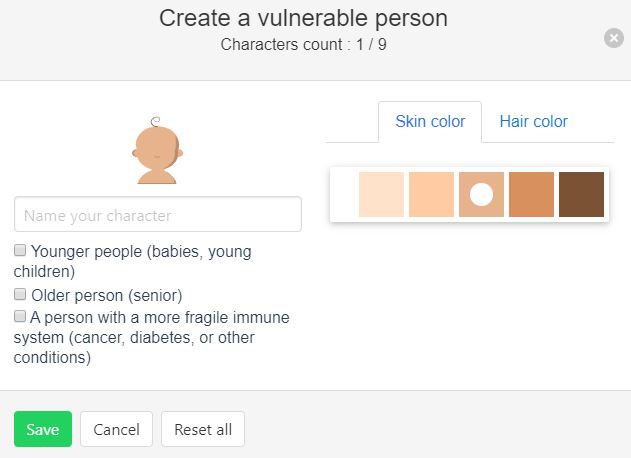 Create a vulnerable person
Characters count : 1 / 9
Skin color
Hair color
Name your character
Younger people (babies, young
children)
Older person (senior)
A person with a more fragile immune
system (cancer, diabetes, or other
conditions)
Save
Cancel
Reset all